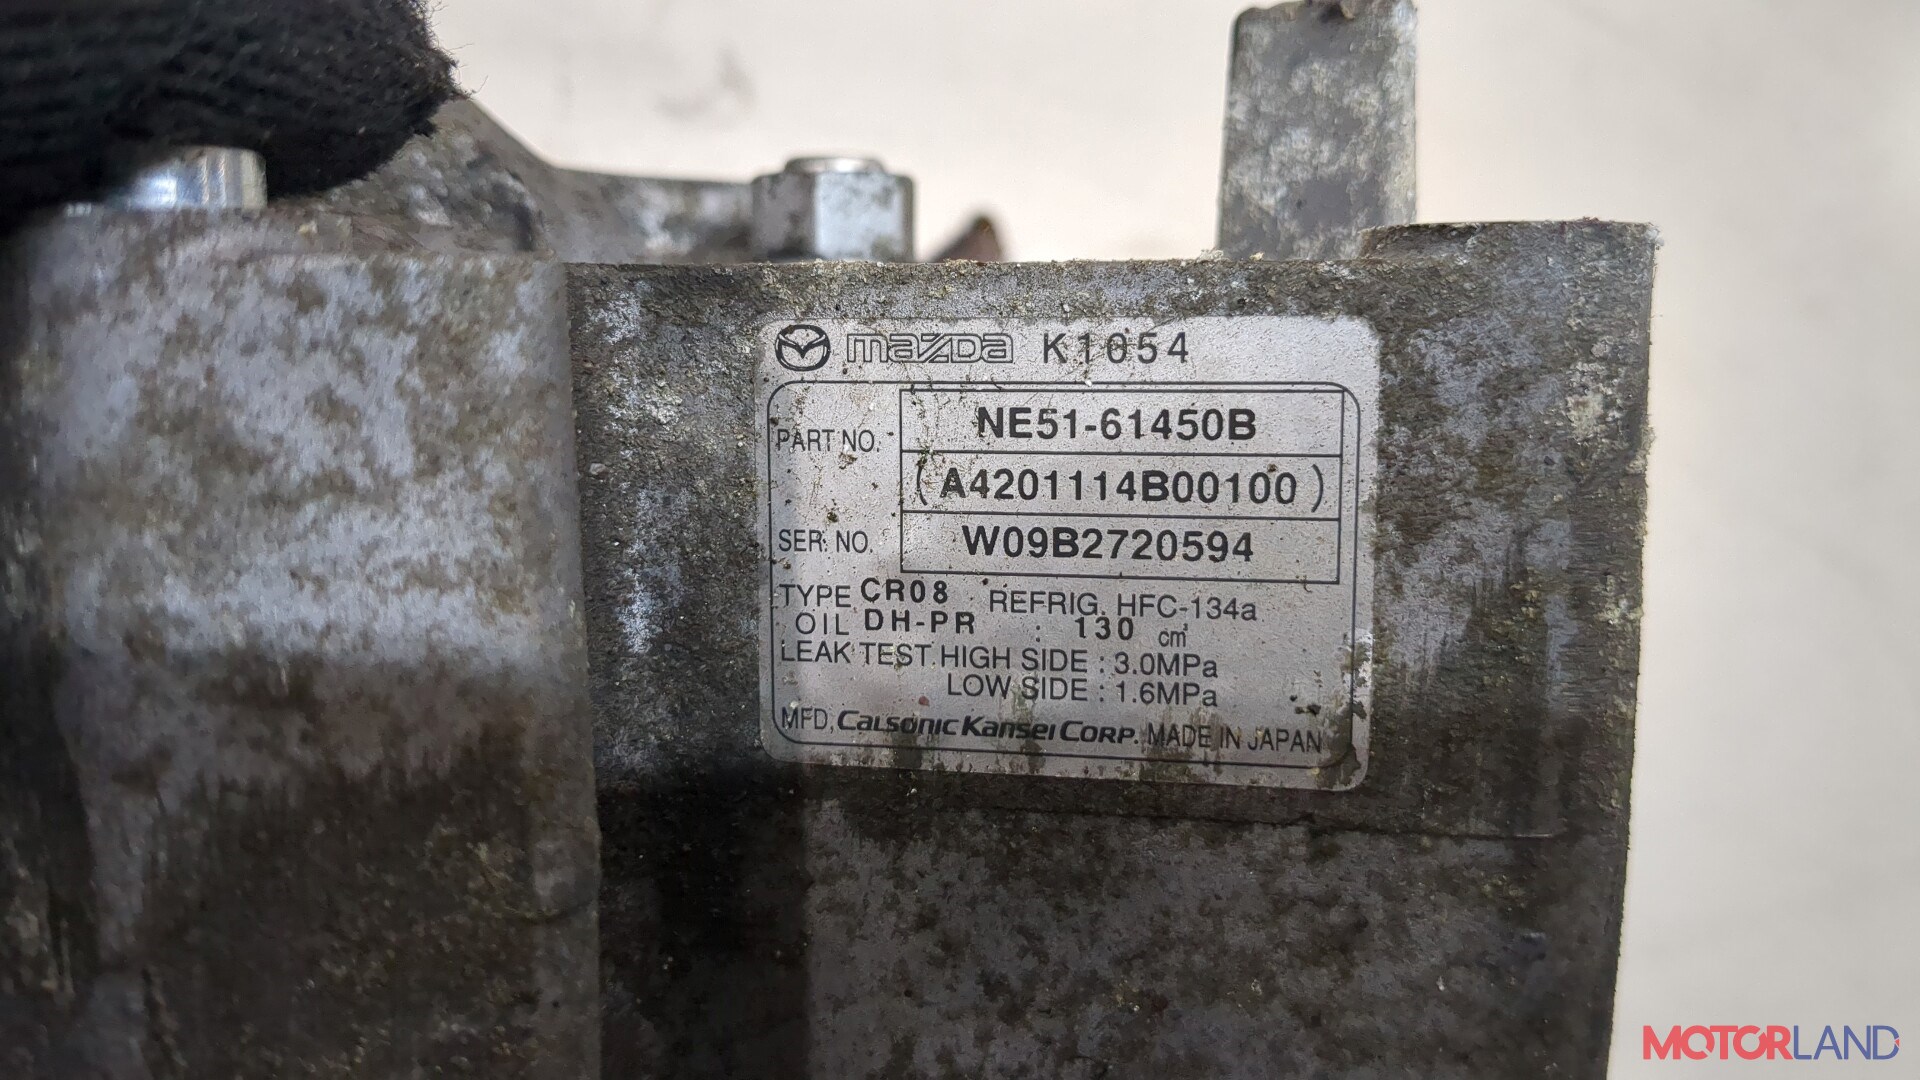 mazda K1054
PART NO. NE51-61450B
(A4201114B00100)
SER. NO. W09B2720594
TYPE CR08 REFRIG. HFC-134a
OIL DH-PR : 130 cm³
LEAK TEST HIGH SIDE : 3.0MPa
LOW SIDE : 1.6MPa
MFD. CALSONIC KANSEI CORP. MADE IN JAPAN
MOTORLAND